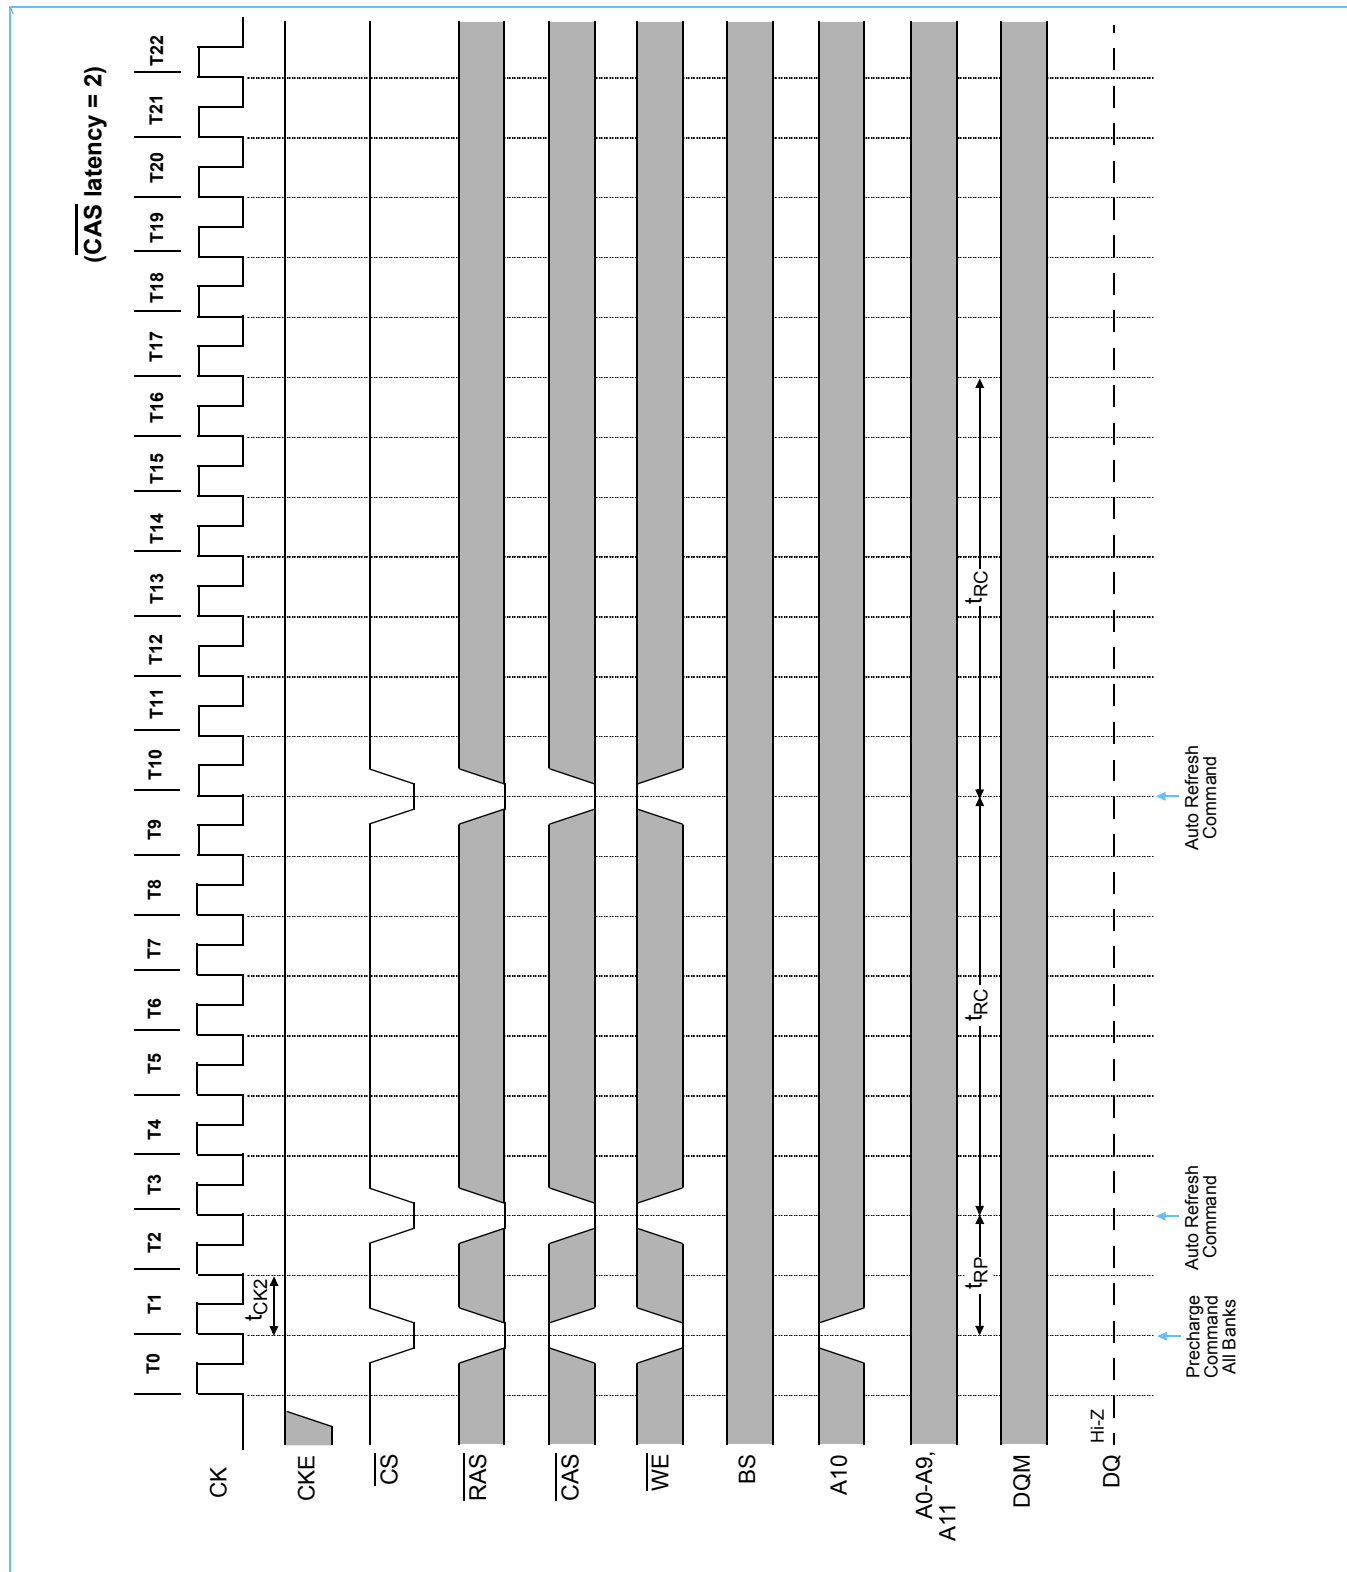 (CAS latency = 2)
T0 T1 T2 T3 T4 T5 T6 T7 T8 T9 T10 T11 T12 T13 T14 T15 T16 T17 T18 T19 T20 T21 T22
CK
tCK2
CKE
CS
RAS
CAS
WE
BS
A10
A0-A9,
A11
tRP
tRC
tRC
DQM
DQ
Hi-Z
Precharge
Command
All Banks
Auto Refresh
Command
Auto Refresh
Command